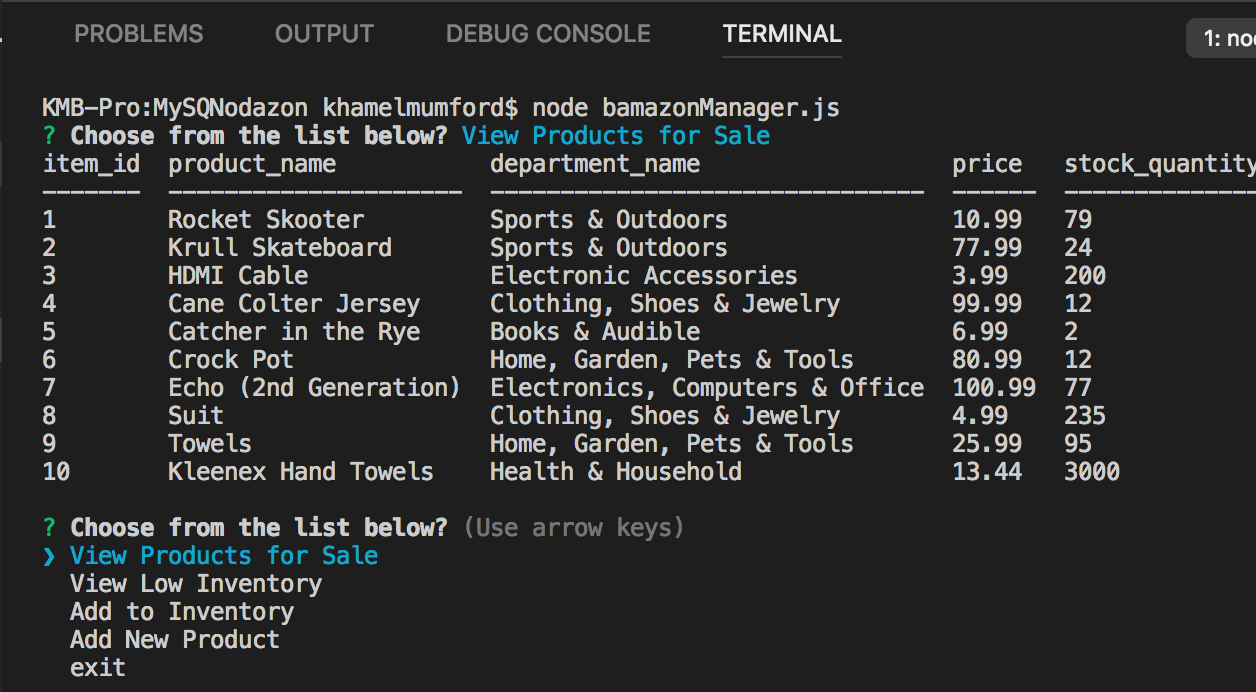 PROBLEMS OUTPUT DEBUG CONSOLE TERMINAL 1: no
KMB-Pro:MySQNodazon khamelmumford$ node bamazonManager.js
? Choose from the list below? View Products for Sale
item_id product_name department_name price stock_quantity
------- --------------------- ------------------------------- ------ --------------
1 Rocket Skooter Sports & Outdoors 10.99 79
2 Krull Skateboard Sports & Outdoors 77.99 24
3 HDMI Cable Electronic Accessories 3.99 200
4 Cane Colter Jersey Clothing, Shoes & Jewelry 99.99 12
5 Catcher in the Rye Books & Audible 6.99 2
6 Crock Pot Home, Garden, Pets & Tools 80.99 12
7 Echo (2nd Generation) Electronics, Computers & Office 100.99 77
8 Suit Clothing, Shoes & Jewelry 4.99 235
9 Towels Home, Garden, Pets & Tools 25.99 95
10 Kleenex Hand Towels Health & Household 13.44 3000
? Choose from the list below? (Use arrow keys)
❯ View Products for Sale
View Low Inventory
Add to Inventory
Add New Product
exit